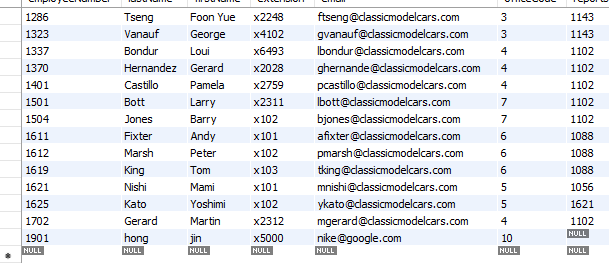 employeeNumber lastName firstName extension email officeCode reports
1286 Tseng Foon Yue x2248 ftseng@classicmodelcars.com 3 1143
1323 Vanauf George x4102 gvanauf@classicmodelcars.com 3 1143
1337 Bondur Loui x6493 lbondur@classicmodelcars.com 4 1102
1370 Hernandez Gerard x2028 ghernande@classicmodelcars.com 4 1102
1401 Castillo Pamela x2759 pcastillo@classicmodelcars.com 4 1102
1501 Bott Larry x2311 lbott@classicmodelcars.com 7 1102
1504 Jones Barry x102 bjones@classicmodelcars.com 7 1102
1611 Fixter Andy x101 afixter@classicmodelcars.com 6 1088
1612 Marsh Peter x102 pmarsh@classicmodelcars.com 6 1088
1619 King Tom x103 tking@classicmodelcars.com 6 1088
1621 Nishi Mami x101 mnishi@classicmodelcars.com 5 1056
1625 Kato Yoshimi x102 ykato@classicmodelcars.com 5 1621
1702 Gerard Martin x2312 mgerard@classicmodelcars.com 4 1102
1901 hong jin x5000 nike@google.com 10 NULL
NULL NULL NULL NULL NULL NULL NULL